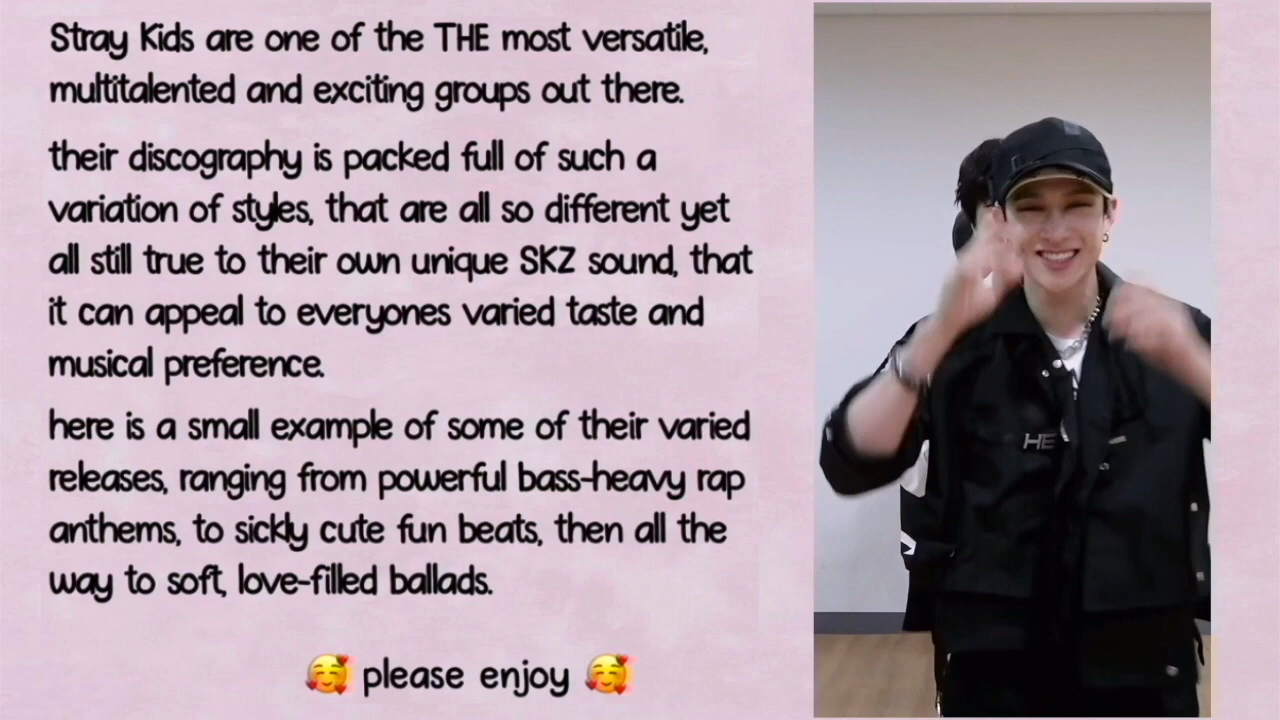 Stray Kids are one of the THE most versatile,
multitalented and exciting groups out there.
their discography is packed full of such a
variation of styles, that are all so different yet
all still true to their own unique SKZ sound, that
it can appeal to everyones varied taste and
musical preference.
here is a small example of some of their varied
releases, ranging from powerful bass-heavy rap
anthems, to sickly cute fun beats, then all the
way to soft, love-filled ballads.
🥰 please enjoy 🥰
HE